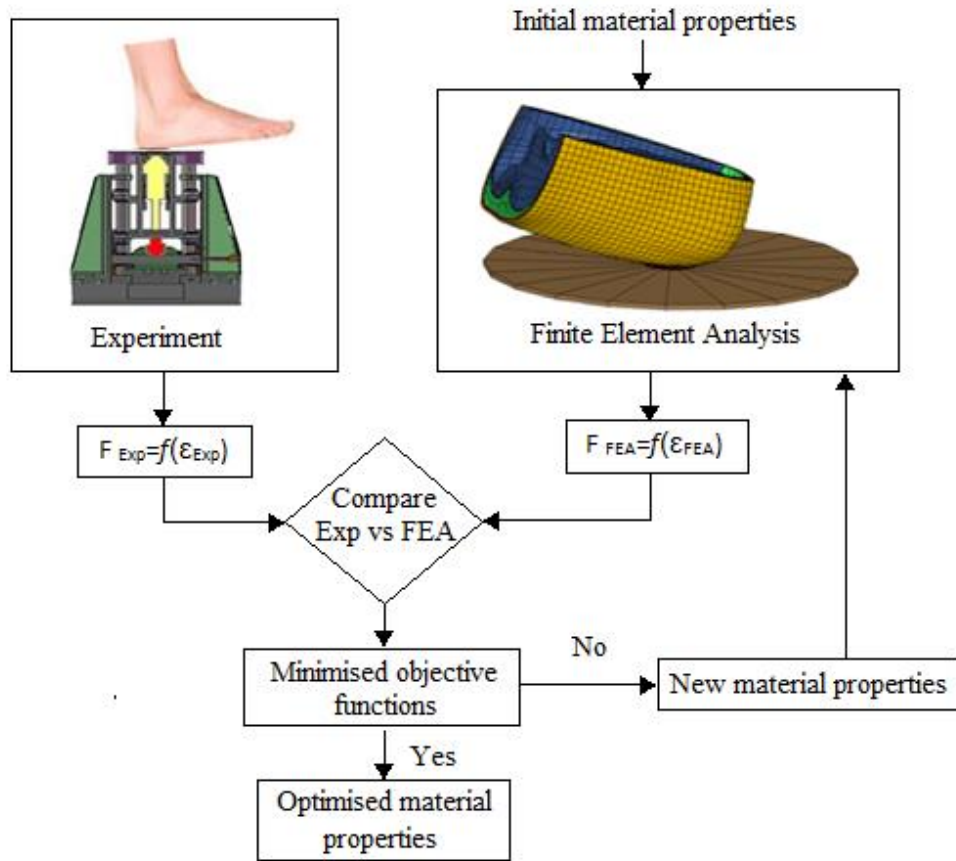 Initial material properties
Experiment
Finite Element Analysis
F Exp=f(εExp)
F FEA=f(εFEA)
Compare
Exp vs FEA
Minimised objective
functions
No
New material properties
Yes
Optimised material
properties